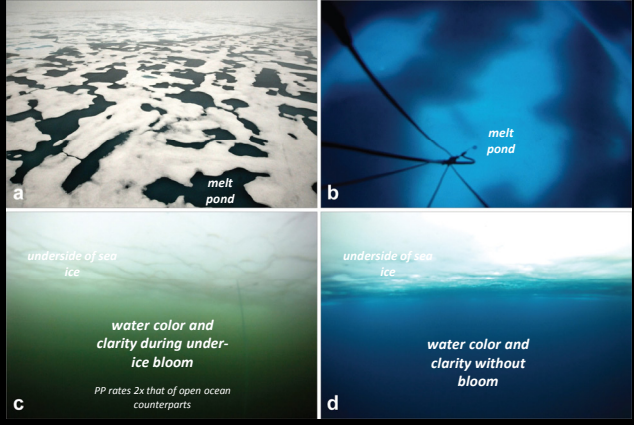 melt
pond
a
melt
pond
b
underside of sea
ice
water color and
clarity during under-
ice bloom
PP rates 2x that of open ocean
counterparts
c
underside of sea
ice
water color and
clarity without
bloom
d